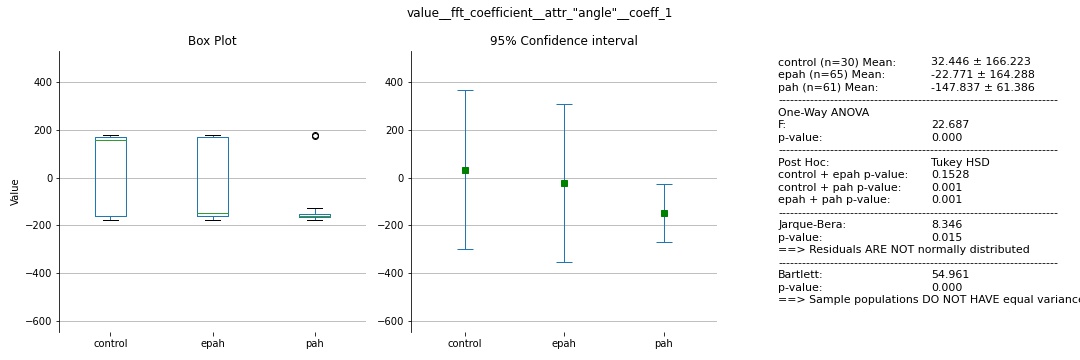 value__fft_coefficient__attr_"angle"__coeff_1
Box Plot
400
200
0
−200
−400
−600
Value
control epah pah
95% Confidence interval
400
200
0
−200
−400
−600
control epah pah
control (n=30) Mean: 32.446 ± 166.223
epah (n=65) Mean: -22.771 ± 164.288
pah (n=61) Mean: -147.837 ± 61.386
One-Way ANOVA
F: 22.687
p-value: 0.000
Post Hoc: Tukey HSD
control + epah p-value: 0.1528
control + pah p-value: 0.001
epah + pah p-value: 0.001
Jarque-Bera: 8.346
p-value: 0.015
==> Residuals ARE NOT normally distributed
Bartlett: 54.961
p-value: 0.000
==> Sample populations DO NOT HAVE equal variance